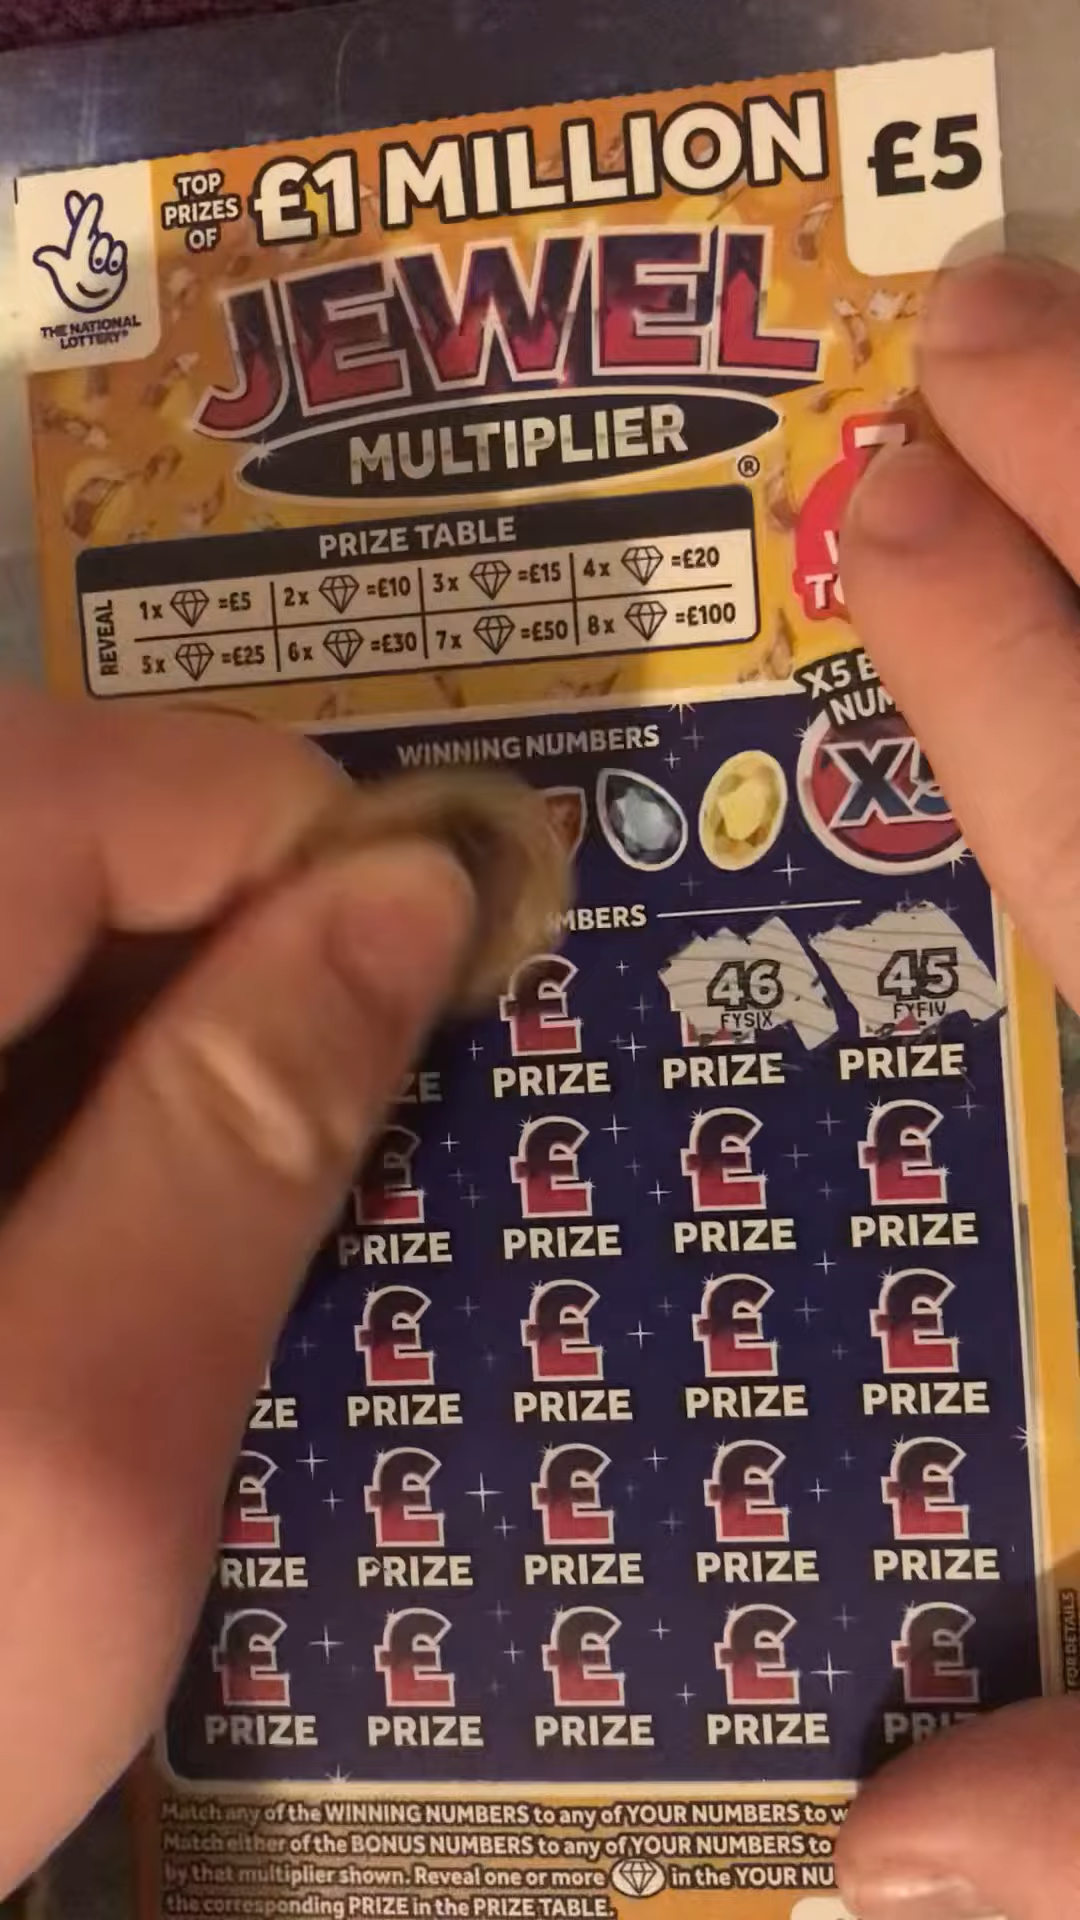 TOP
PRIZES
OF
£1 MILLION
£5
THE NATIONAL
LOTTERY®
JEWEL
MULTIPLIER
®
PRIZE TABLE
REVEAL
1x =£5 2x =£10 3x =£15 4x =£20
5x =£25 6x =£30 7x =£50 8x =£100
X5
WINNING NUMBERS
X5
46 45
FYSIX FYFIV
£
PRIZE PRIZE PRIZE
£ £ £ £
PRIZE PRIZE PRIZE PRIZE
£ £ £ £
PRIZE PRIZE PRIZE PRIZE
£ £ £ £ £
PRIZE PRIZE PRIZE PRIZE
£ £ £ £ £
PRIZE PRIZE PRIZE PRIZE
Match any of the WINNING NUMBERS to any of YOUR NUMBERS to
Match either of the BONUS NUMBERS to any of YOUR NUMBERS to
by that multiplier shown. Reveal one or more in the YOUR
the corresponding PRIZE in the PRIZE TABLE.
FOR DETAILS